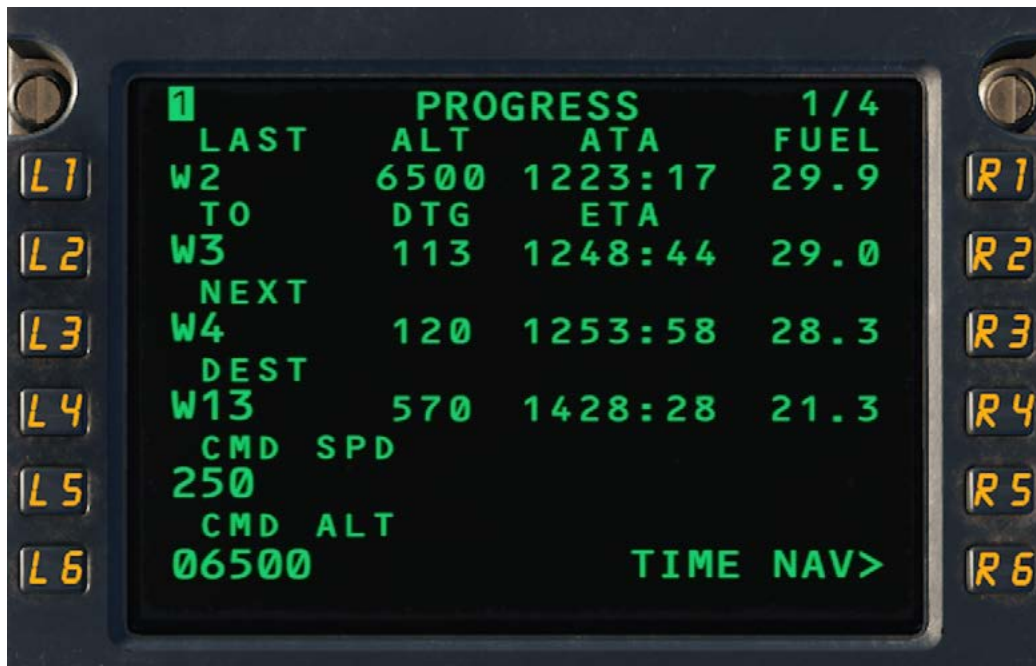 1 PROGRESS 1/4
LAST ALT ATA FUEL
L1 W2 6500 1223:17 29.9 R1
TO DTG ETA
L2 W3 113 1248:44 29.0 R2
NEXT
L3 W4 120 1253:58 28.3 R3
DEST
L4 W13 570 1428:28 21.3 R4
CMD SPD
L5 250 R5
CMD ALT
L6 06500 TIME NAV> R6